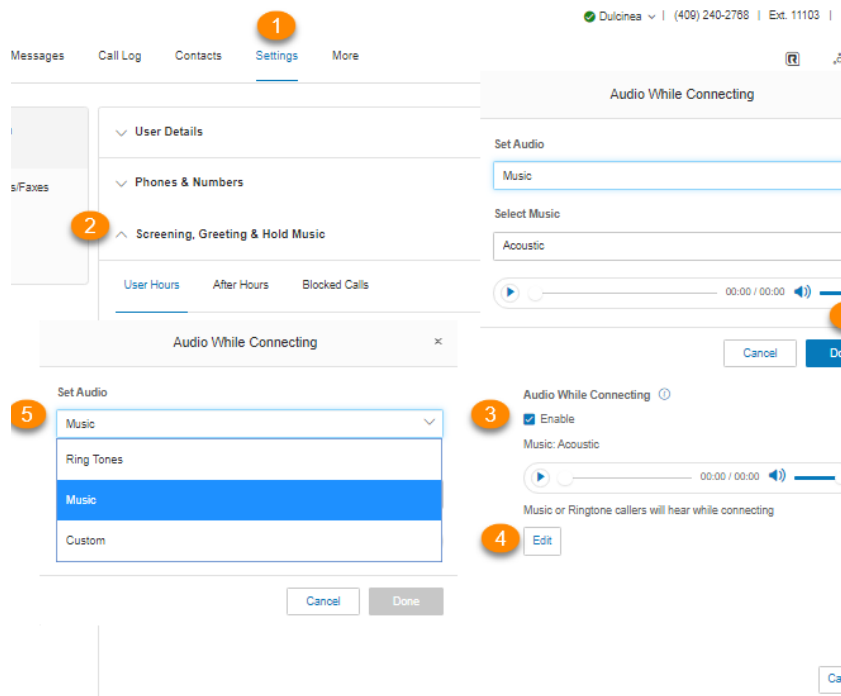 1
Dulcinea | (409) 240-2768 | Ext. 11103 |
Messages Call Log Contacts Settings More
R
Audio While Connecting
User Details
Set Audio
Music
s/Faxes
Phones & Numbers
Select Music
2
Screening, Greeting & Hold Music
Acoustic
User Hours After Hours Blocked Calls
00:00 / 00:00
Audio While Connecting ×
Cancel
Set Audio
Audio While Connecting
5
Music
3
Enable
Ring Tones
Music: Acoustic
Music
00:00 / 00:00
Music or Ringtone callers will hear while connecting
Custom
4
Edit
Cancel Done